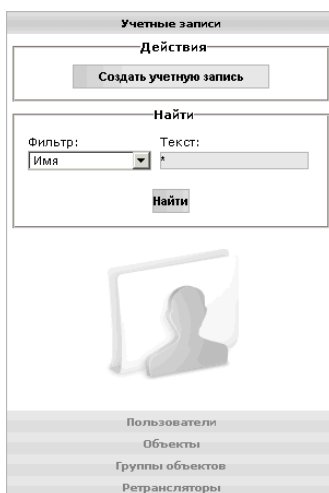 Учетные записи
Действия
Создать учетную запись
Найти
Фильтр: Текст:
Имя *
Найти
Пользователи
Объекты
Группы объектов
Ретрансляторы